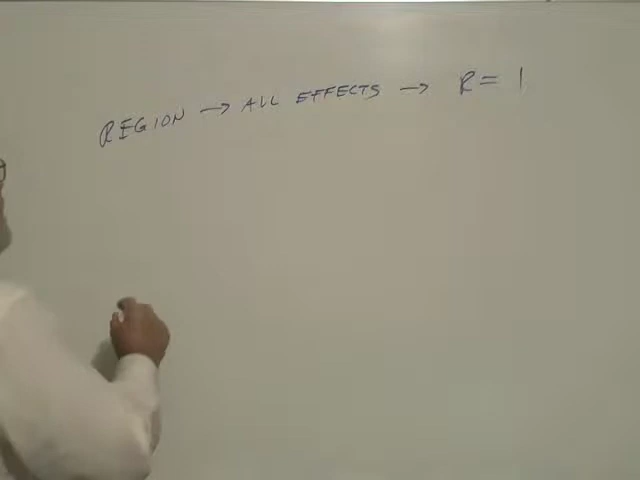 REGION → ALL EFFECTS → R = 1